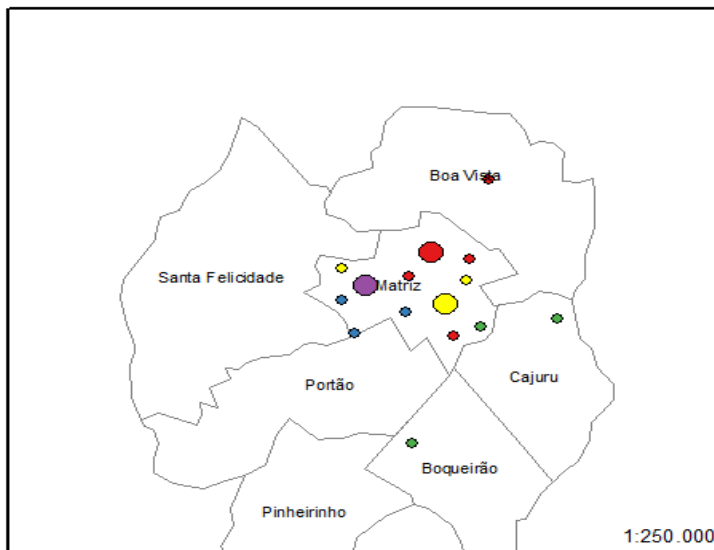 Boa Vista
Santa Felicidade
Matriz
Portão
Cajuru
Boqueirão
Pinheirinho
1:250.000